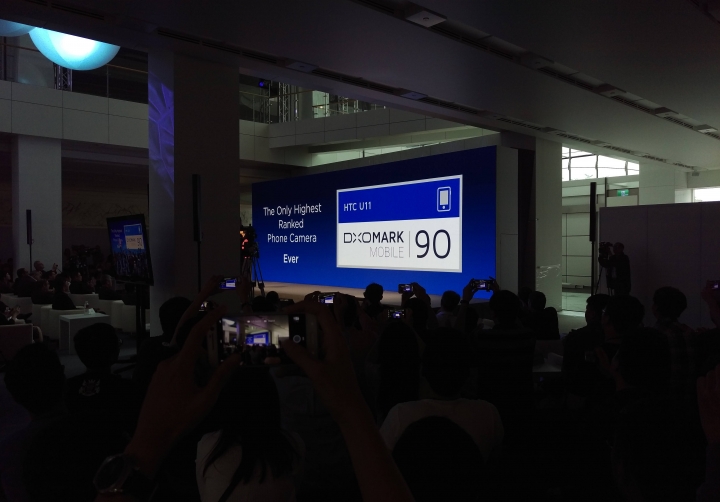 The Only Highest
Ranked
Phone Camera
Ever
HTC U11
DXOMARK
MOBILE
90